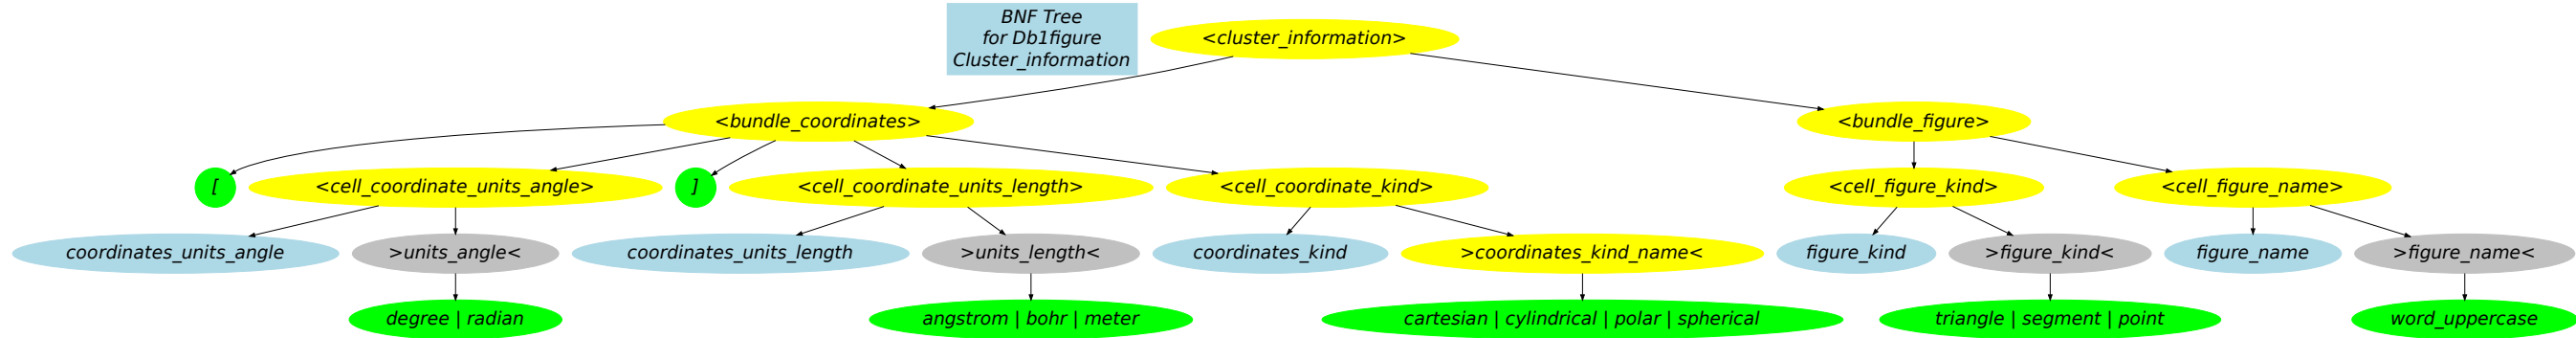 BNF Tree
for Db1figure
Cluster_information
<cluster_information>
<bundle_coordinates>
<bundle_figure>
[
<cell_coordinate_units_angle>
]
<cell_coordinate_units_length>
<cell_coordinate_kind>
<cell_figure_kind>
<cell_figure_name>
coordinates_units_angle
>units_angle<
coordinates_units_length
>units_length<
coordinates_kind
>coordinates_kind_name<
figure_kind
>figure_kind<
figure_name
>figure_name<
degree | radian
angstrom | bohr | meter
cartesian | cylindrical | polar | spherical
triangle | segment | point
word_uppercase